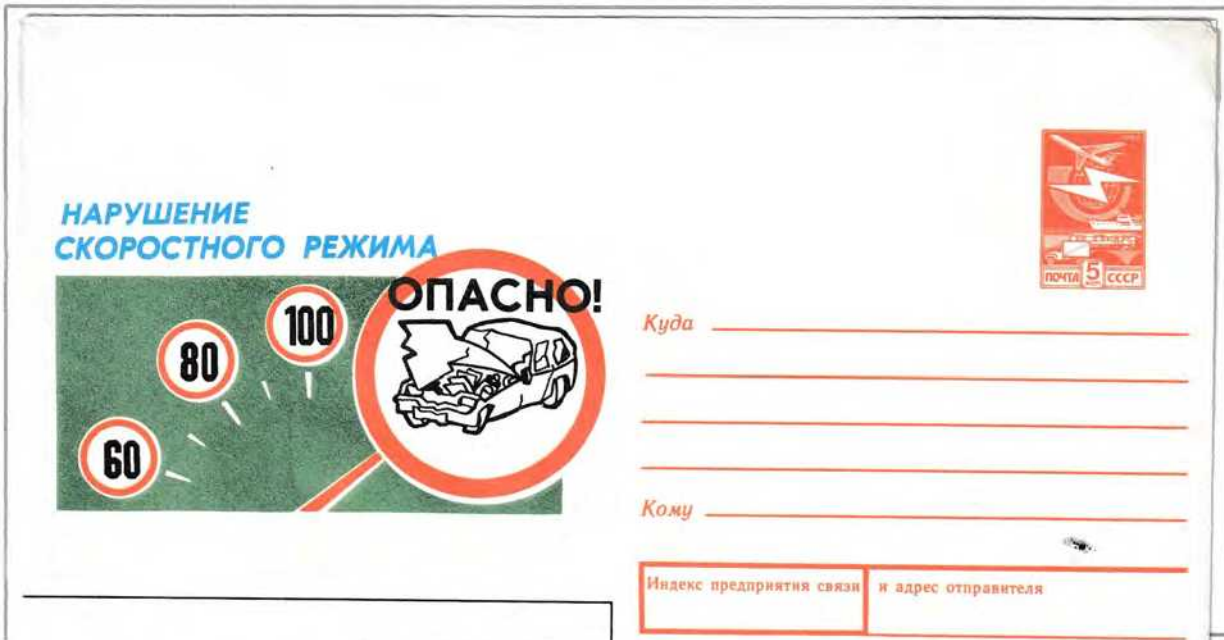 НАРУШЕНИЕ
СКОРОСТНОГО РЕЖИМА
ОПАСНО!
60
80
100
ПОЧТА 5 СССР
Куда
Кому
Индекс предприятия связи и адрес отправителя